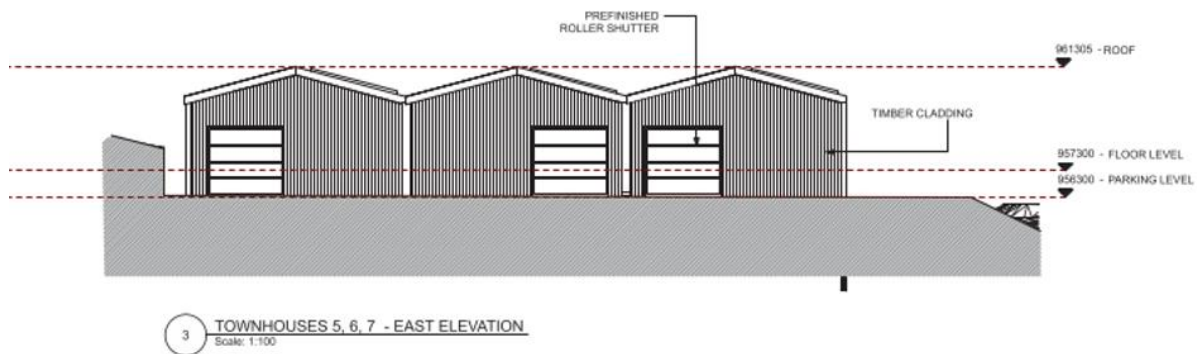 PREFINISHED
ROLLER SHUTTER
961305 - ROOF
TIMBER CLADDING
957300 - FLOOR LEVEL
956300 - PARKING LEVEL
3
TOWNHOUSES 5, 6, 7 - EAST ELEVATION
Scale: 1:100